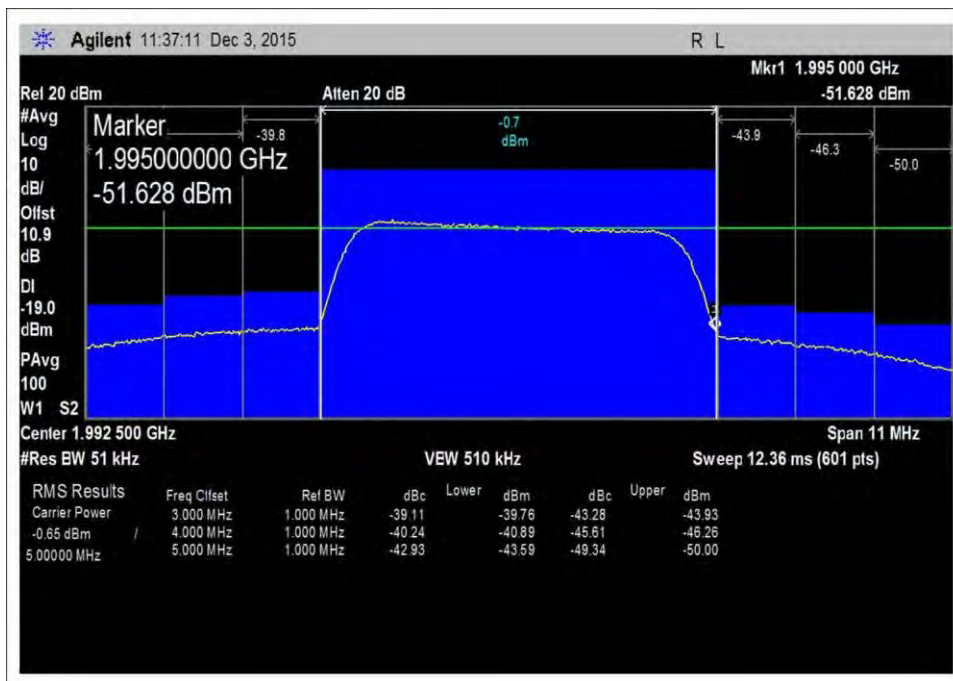 Agilent 11:37:11 Dec 3, 2015 R L
Mkr1 1.995 000 GHz
Ref 20 dBm Atten 20 dB -51.628 dBm
#Avg
Log
10
dB/
Offst
10.9
dB
DI
-19.0
dBm
PAvg
100
W1 S2
Marker
1.995000000 GHz
-51.628 dBm
-39.8
-0.7
dBm
-43.9
-46.3
-50.0
Center 1.992 500 GHz Span 11 MHz
#Res BW 51 kHz VBW 510 kHz Sweep 12.36 ms (601 pts)
RMS Results Freq Offset Ref BW dBc Lower dBm dBc Upper dBm
Carrier Power 3.000 MHz 1.000 MHz -39.11 -39.76 -43.28 -43.93
-0.65 dBm / 4.000 MHz 1.000 MHz -40.24 -40.89 -45.61 -46.26
5.00000 MHz 5.000 MHz 1.000 MHz -42.93 -43.59 -49.34 -50.00